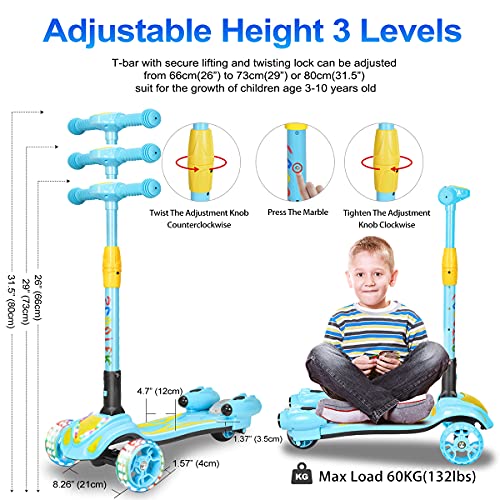 Adjustable Height 3 Levels
T-bar with secure lifting and twisting lock can be adjusted
from 66cm(26") to 73cm(29") or 80cm(31.5")
suit for the growth of children age 3-10 years old
Twist The Adjustment Knob
Counterclockwise
Press The Marble
Tighten The Adjustment
Knob Clockwise
31.5" (80cm)
29" (73cm)
26" (66cm)
4.7" (12cm)
1.37" (3.5cm)
1.57" (4cm)
8.26" (21cm)
KG
Max Load 60KG(132lbs)